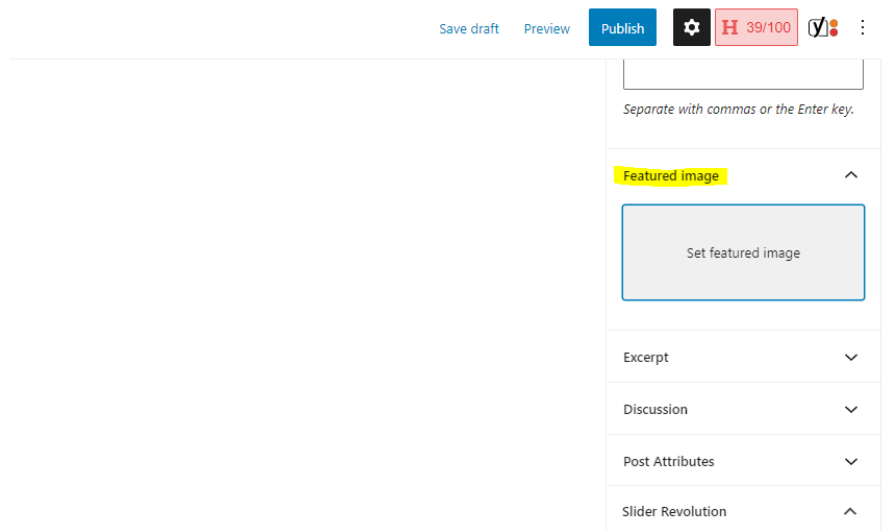 Save draft Preview Publish H 39/100 y
Separate with commas or the Enter key.
Featured image
Set featured image
Excerpt
Discussion
Post Attributes
Slider Revolution